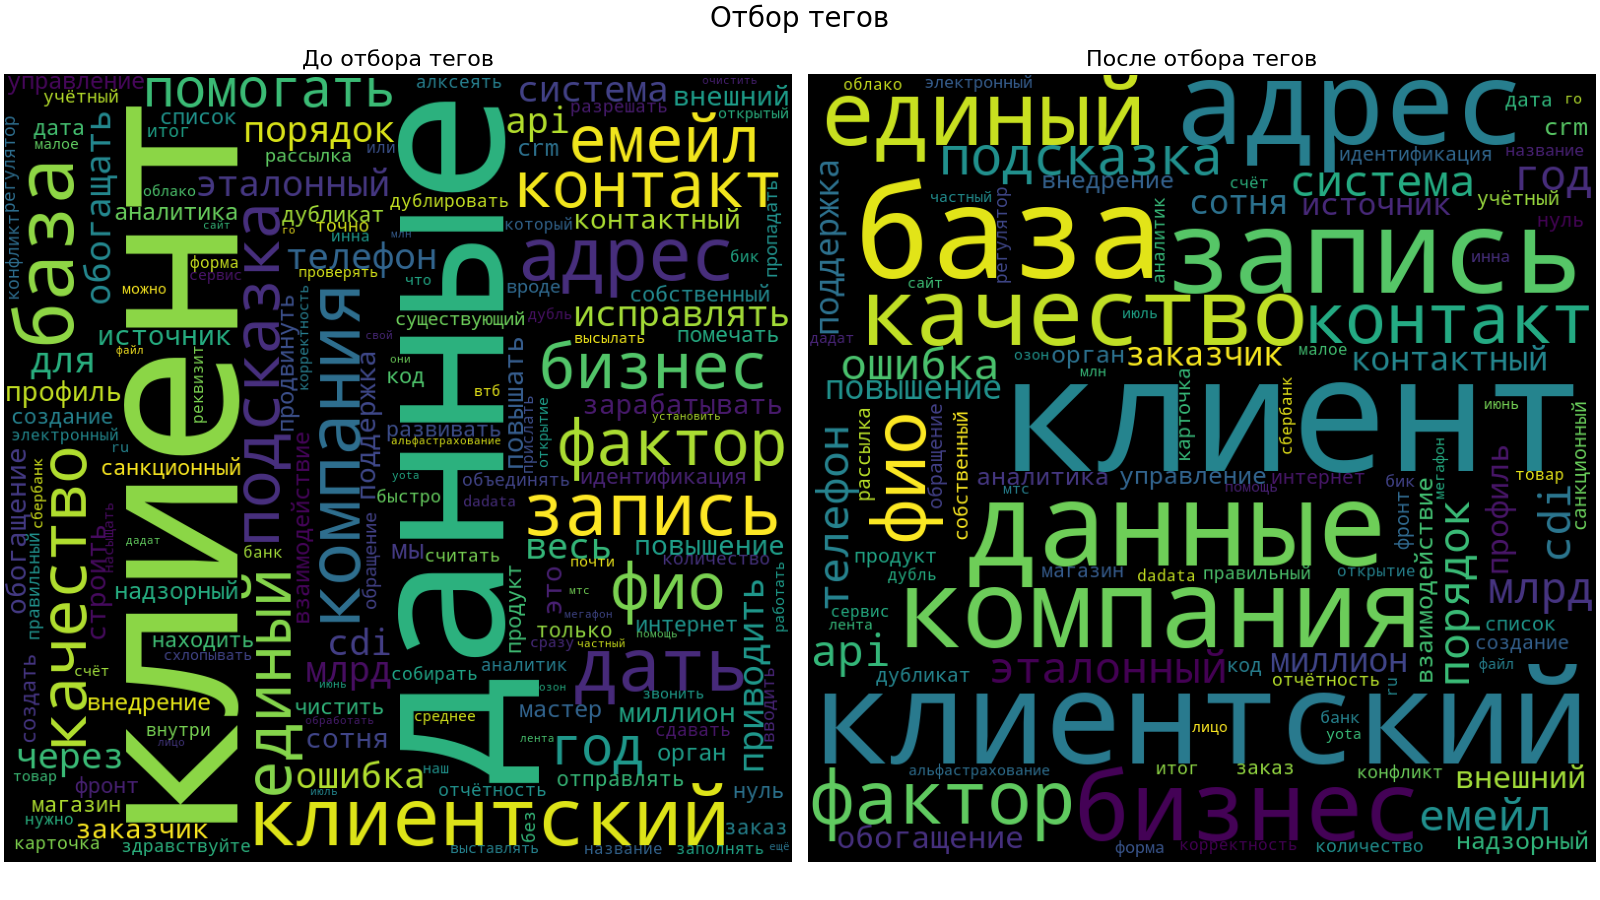 Отбор тегов
До отбора тегов
управление
помогать
алксеять
система
очистить
учётный
список
внешний
разрешать
открытый
регулятор
дата
малое
итог
порядок
api
емейл
или
crm
рассылка
база
обогащать
облако
эталонный
контакт
клиент
данные
дублировать
пропадать
аналитика
дубликат
который
контактный
конфликт
сайт
го
точно
инна
млн
адрес
подсказка
телефон
бик
форма
сервис
проверять
что
вроде
собственный
можно
компания
продвинуть
корректность
существующий
дубль
исправлять
источник
свой
высылать
помечать
для
файл
они
повышать
бизнес
реквизит
поддержка
код
втб
профиль
зарабатывать
создание
развивать
прислать
открытие
установить
электронный
альфастрахование
фактор
ru
взаимодействие
обогащение
сбербанк
качество
санкционный
yota
объединять
идентификация
быстро
dadata
запись
правильный
строить
насыщать
обращение
дадат
банк
мы
считать
весь
повышение
почти
количество
надзорный
единый
продукт
это
мтс
фио
мегафон
приводить
работать
находить
cdi
только
интернет
схлопывать
сразу
частный
помощь
создать
счёт
млрд
собирать
аналитик
дать
июнь
озон
звонить
вводить
внедрение
чистить
среднее
мастер
миллион
обработать
внутри
сотня
лента
сдавать
лицо
через
год
орган
товар
ошибка
наш
отправлять
фронт
июль
отчётность
нуль
магазин
нужно
клиентский
без
заказчик
заказ
карточка
здравствуйте
выставлять
название
заполнять
ещё
После отбора тегов
облако
электронный
адрес
дата
го
единый
crm
подсказка
идентификация
название
поддержка
внедрение
счёт
система
год
частный
регулятор
сотня
источник
учётный
база
аналитик
запись
нуль
инна
сайт
качество
июль
контакт
дадат
ошибка
озон
орган
заказчик
малое
контактный
млн
повышение
карточка
клиент
сбербанк
июнь
рассылка
фио
обращение
собственный
санкционный
телефон
аналитика
управление
интернет
мегафон
профиль
товар
мтс
помощь
бик
cdi
данные
фронт
продукт
дубль
магазин
dadata
правильный
открытие
взаимодействие
порядок
млрд
компания
сервис
лента
список
api
создание
эталонный
код
миллион
файл
дубликат
отчётность
ru
клиентский
лицо
банк
yota
фактор
альфастрахование
бизнес
итог
заказ
конфликт
внешний
емейл
обогащение
форма
корректность
количество
надзорный